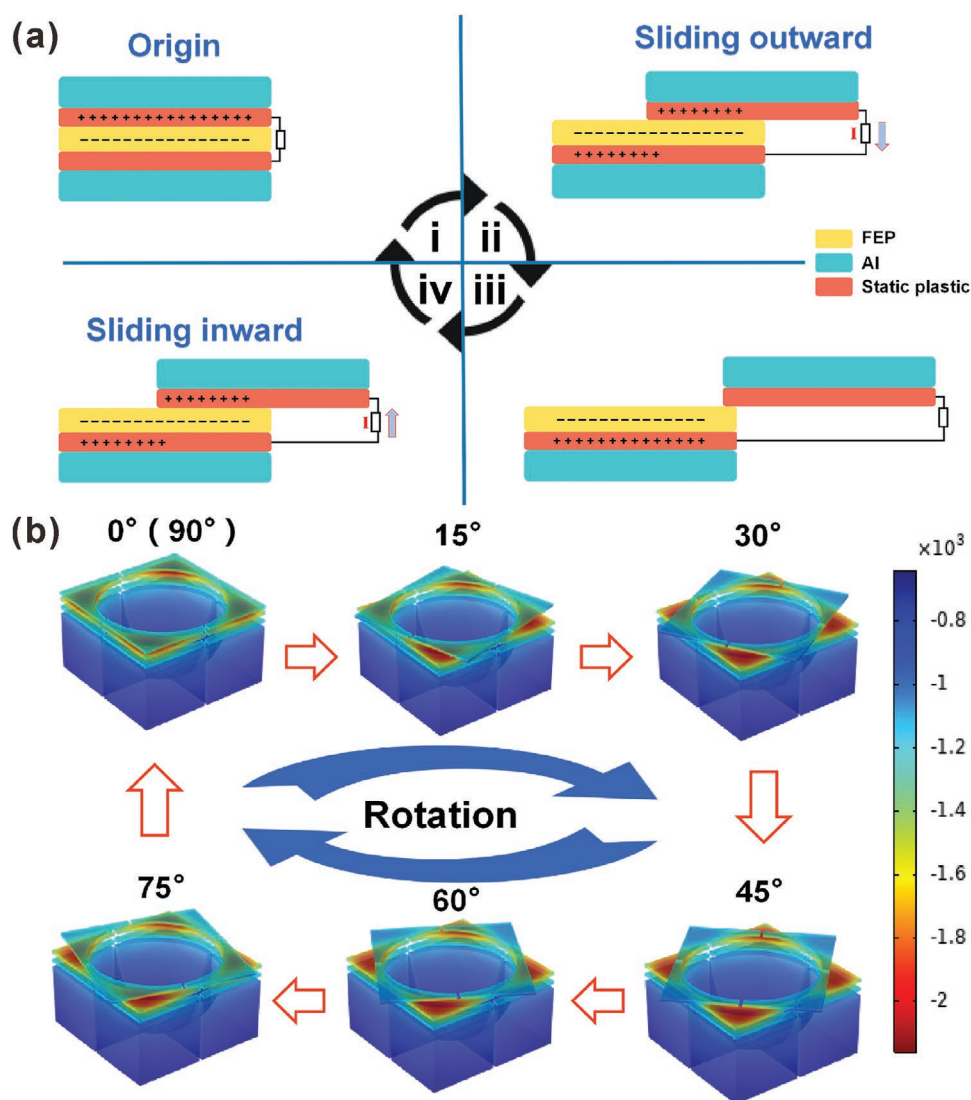 (a)
Origin
+ + + + + + + + + + + + + + + +
− − − − − − − − − − − − − − −
Sliding outward
+ + + + + + + +
− − − − − − − − − − − − − − −
+ + + + + + + +
I
i
ii
iv
iii
FEP
Al
Static plastic
Sliding inward
+ + + + + + + +
− − − − − − − − − − − − − − −
+ + + + + + + +
I
− − − − − − − − − − − − − − −
+ + + + + + + + + + + + + +
(b)
0° ( 90° )
15°
30°
×10³
-0.8
-1
-1.2
-1.4
-1.6
-1.8
-2
Rotation
75°
60°
45°